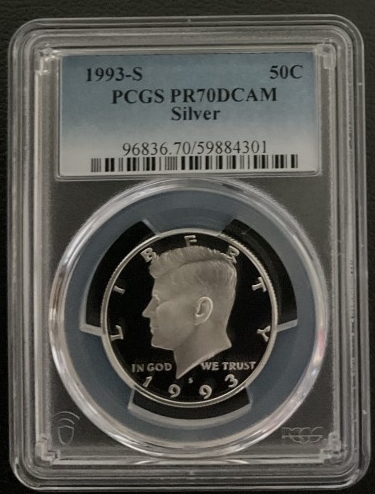 1993-S 50C
PCGS PR70DCAM
Silver
96836.70/59884301
LIBERTY
IN GOD WE TRUST
S
1993
PCGS